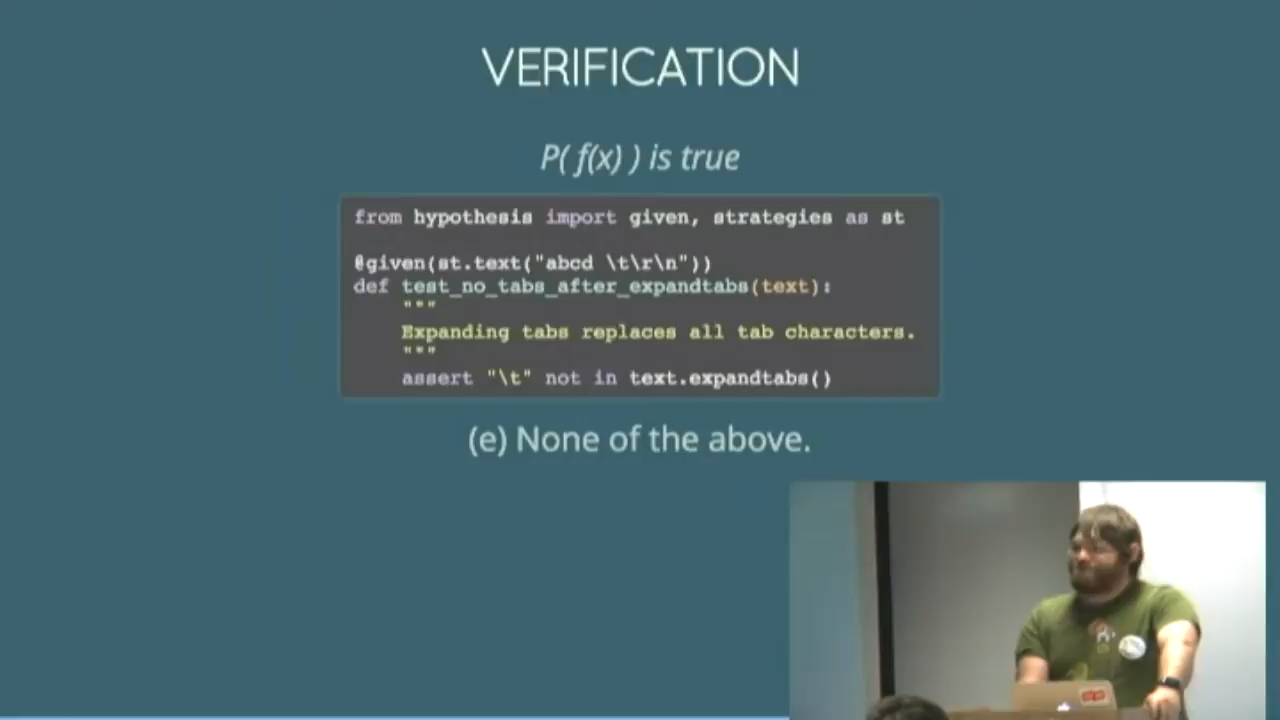 VERIFICATION
P( f(x) ) is true
from hypothesis import given, strategies as st
@given(st.text("abcd \t\r\n"))
def test_no_tabs_after_expandtabs(text):
"""
Expanding tabs replaces all tab characters.
"""
assert "\t" not in text.expandtabs()
(e) None of the above.